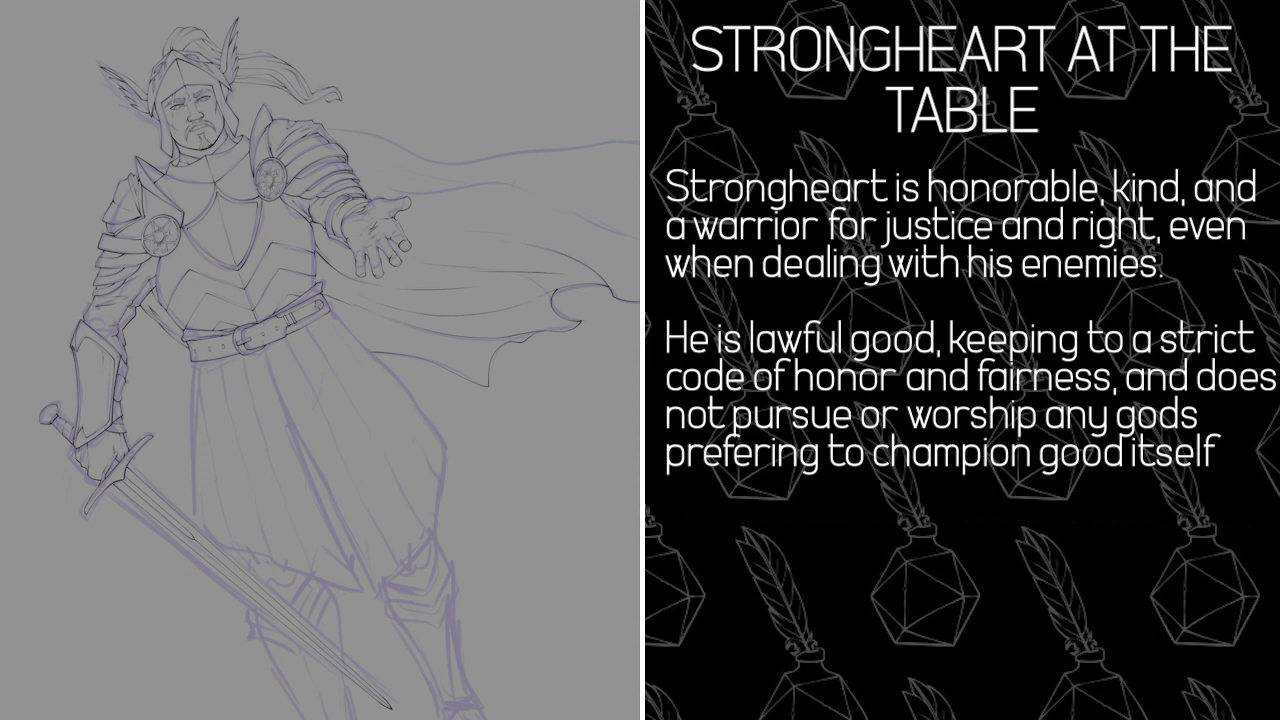 STRONGHEART AT THE
TABLE
Strongheart is honorable, kind, and
a warrior for justice and right, even
when dealing with his enemies.
He is lawful good, keeping to a strict
code of honor and fairness, and does
not pursue or worship any gods
prefering to champion good itself